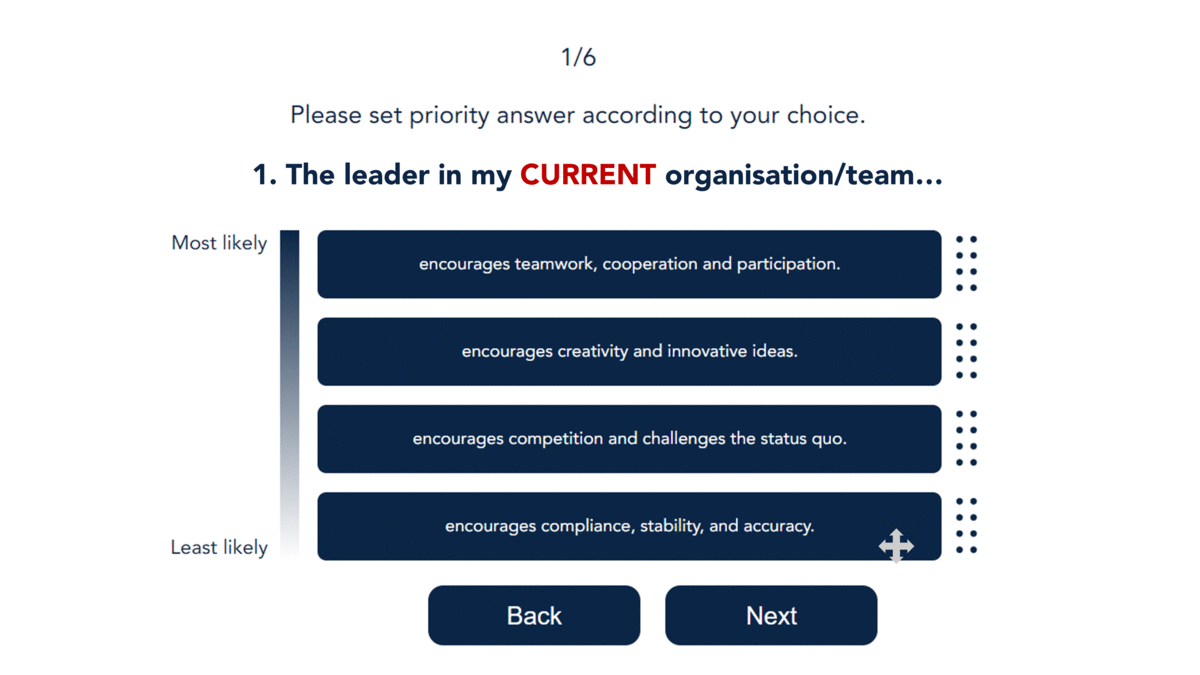 1/6
Please set priority answer according to your choice.
1. The leader in my CURRENT organisation/team...
Most likely
encourages teamwork, cooperation and participation.
encourages creativity and innovative ideas.
encourages competition and challenges the status quo.
encourages compliance, stability, and accuracy.
Least likely
Back
Next